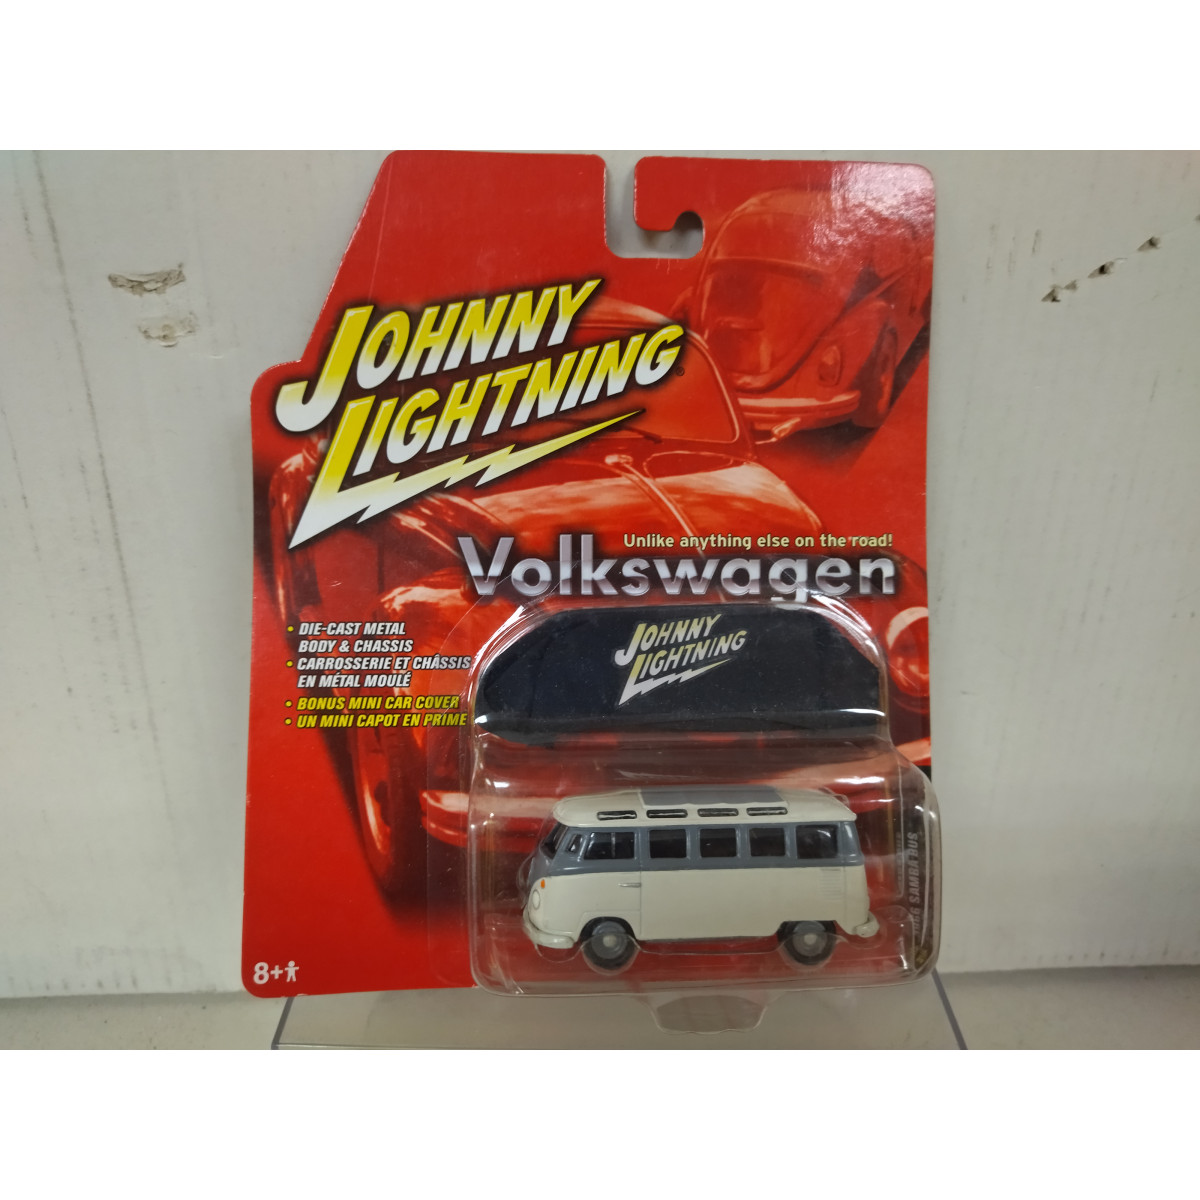 JOHNNY
LIGHTNING®
Unlike anything else on the road!
Volkswagen
• DIE-CAST METAL
BODY & CHASSIS
• CARROSSERIE ET CHÂSSIS
EN MÉTAL MOULÉ
• BONUS MINI CAR COVER
• UN MINI CAPOT EN PRIME
JOHNNY
LIGHTNING
SAMBA BUS
8+